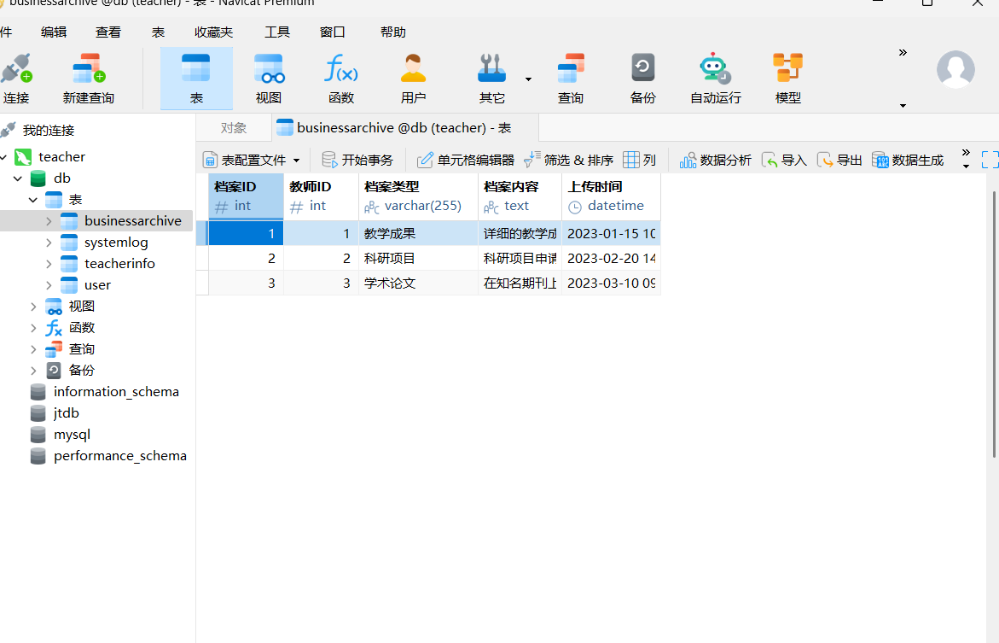 businessarchive @db (teacher) - 表 - Navicat Premium
件 编辑 查看 表 收藏夹 工具 窗口 帮助
连接 新建查询 表 视图 函数 用户 其它 查询 备份 自动运行 模型
我的连接
teacher
db
表
businessarchive
systemlog
teacherinfo
user
视图
函数
查询
备份
information_schema
jtdb
mysql
performance_schema
对象 businessarchive @db (teacher) - 表
表配置文件 开始事务 单元格编辑器 筛选 & 排序 列 数据分析 导入 导出 数据生成
档案ID 教师ID 档案类型 档案内容 上传时间
# int # int ABC varchar(255) ABC text datetime
1 1 教学成果 详细的教学成 2023-01-15 10
2 2 科研项目 科研项目申请 2023-02-20 14
3 3 学术论文 在知名期刊上 2023-03-10 09